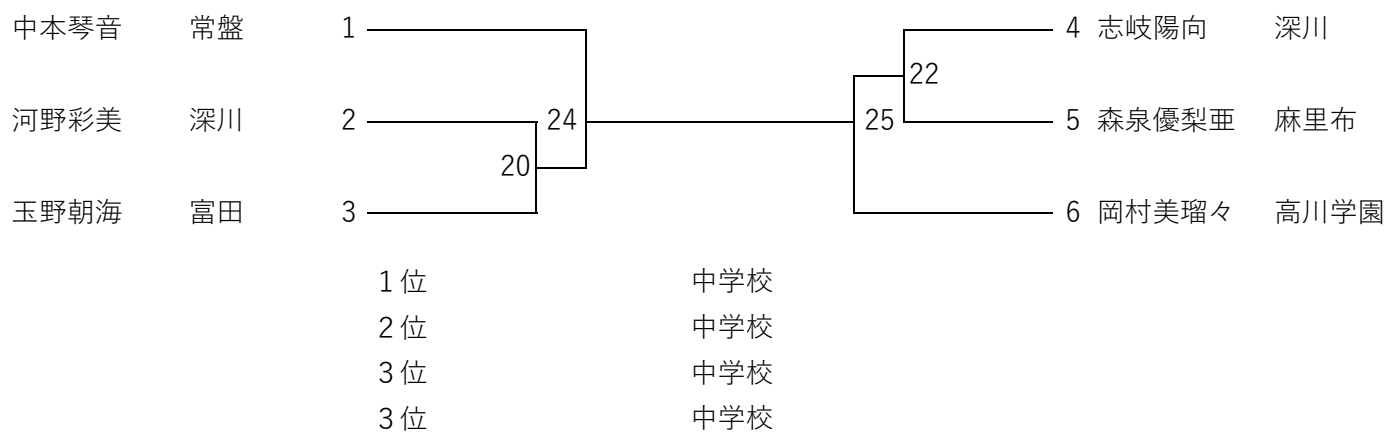 中本琴音 常盤 1 4 志岐陽向 深川
22
河野彩美 深川 2 24 25 5 森泉優梨亜 麻里布
20
玉野朝海 富田 3 6 岡村美瑠々 高川学園
1位 中学校
2位 中学校
3位 中学校
3位 中学校